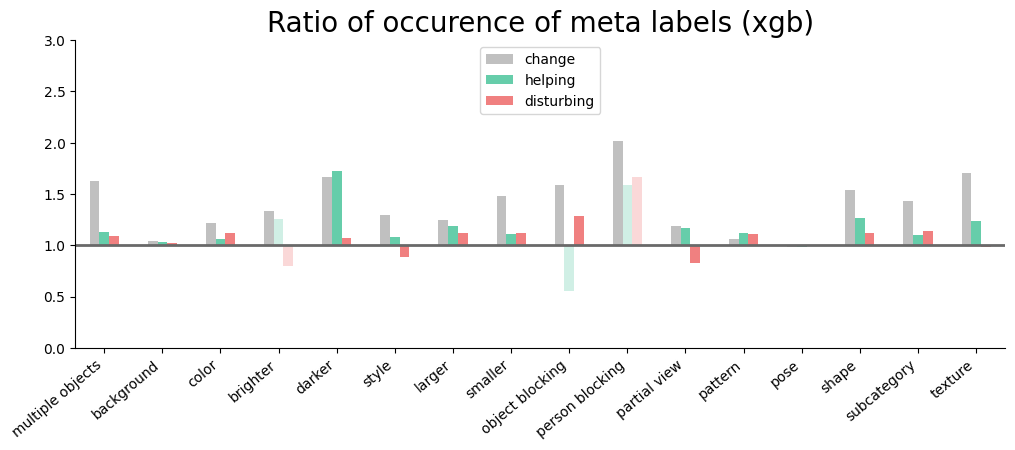 Ratio of occurence of meta labels (xgb)
3.0
2.5
2.0
1.5
1.0
0.5
0.0
change
helping
disturbing
multiple objects
background
color
brighter
darker
style
larger
smaller
object blocking
person blocking
partial view
pattern
pose
shape
subcategory
texture